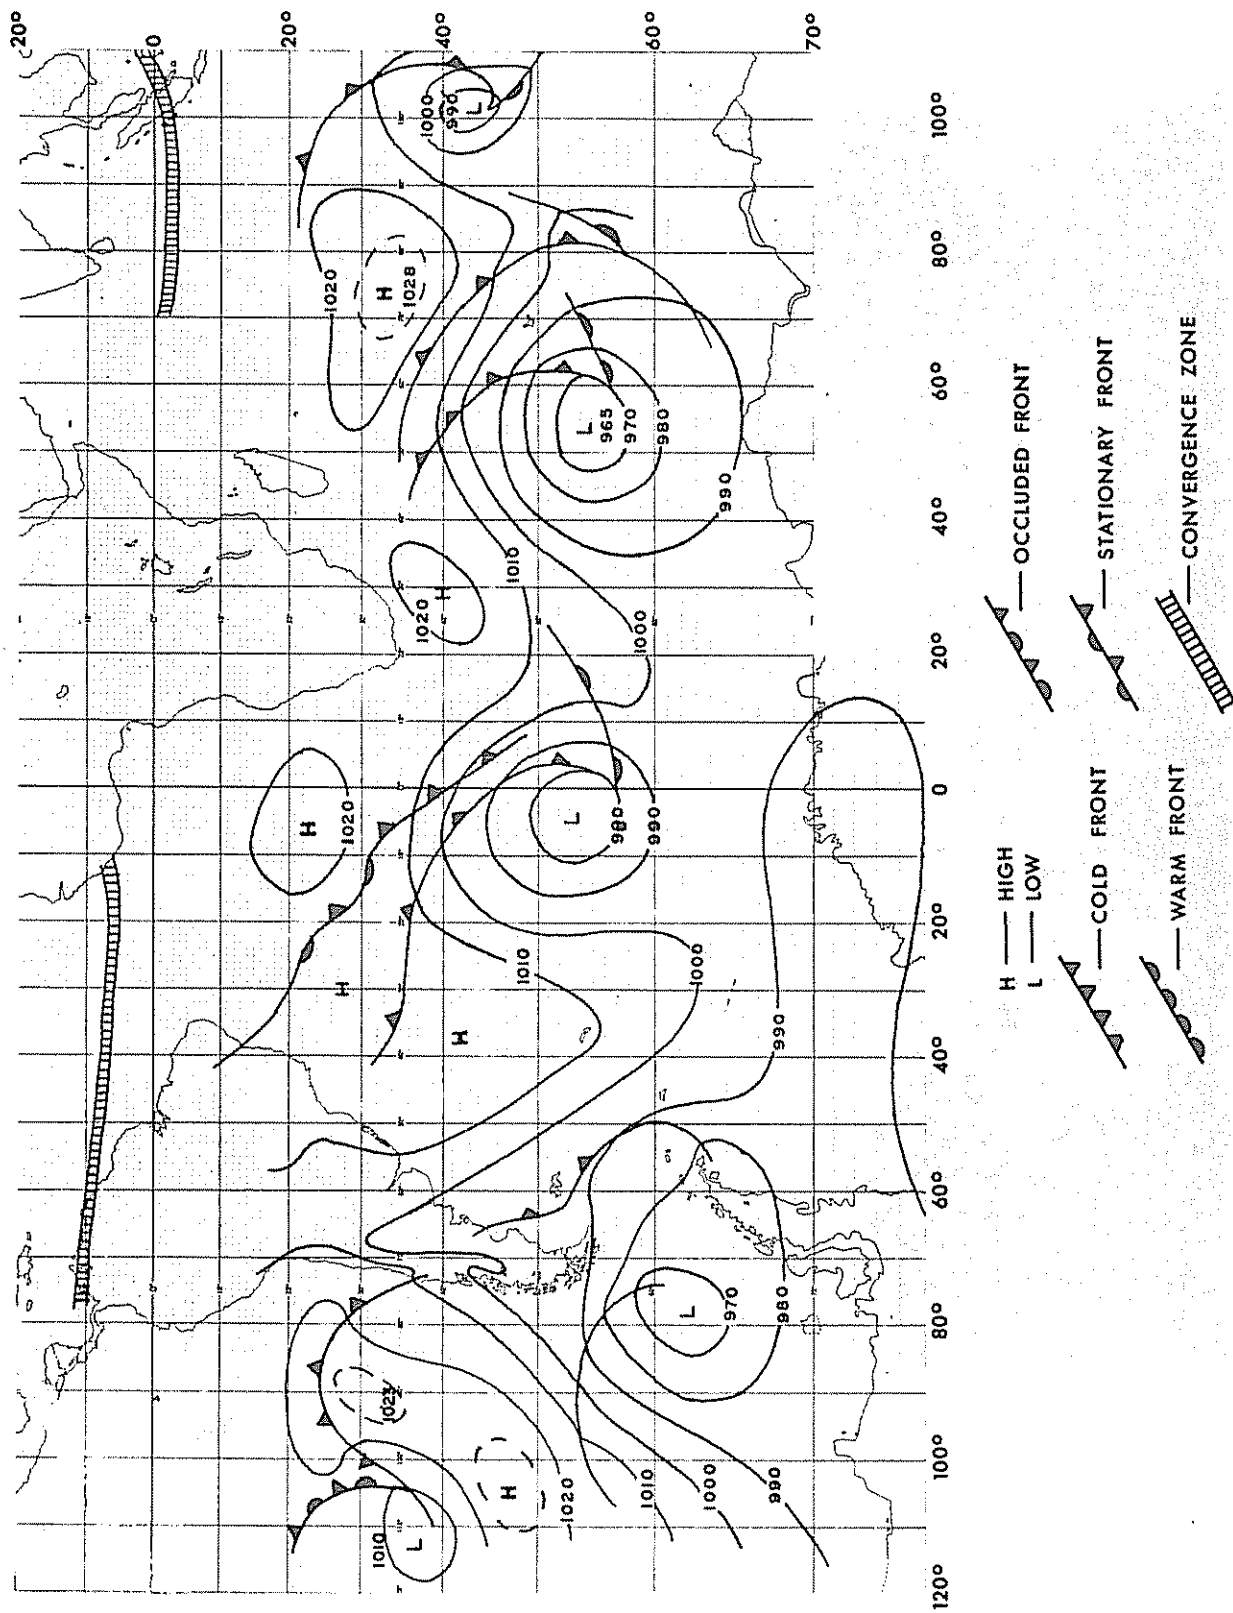 20°
0
20°
40°
60°
70°
120°
100°
80°
60°
40°
20°
0
20°
40°
60°
80°
100°
1010
L
1023
H
1020
1010
1000
990
L
970
980
H
H
1010
1000
990
H
1020
L
980
990
1020
H
1010
1000
L
965
970
980
990
1020
H
1028
1000
990
L
H — HIGH
L — LOW
COLD FRONT
WARM FRONT
OCCLUDED FRONT
STATIONARY FRONT
CONVERGENCE ZONE